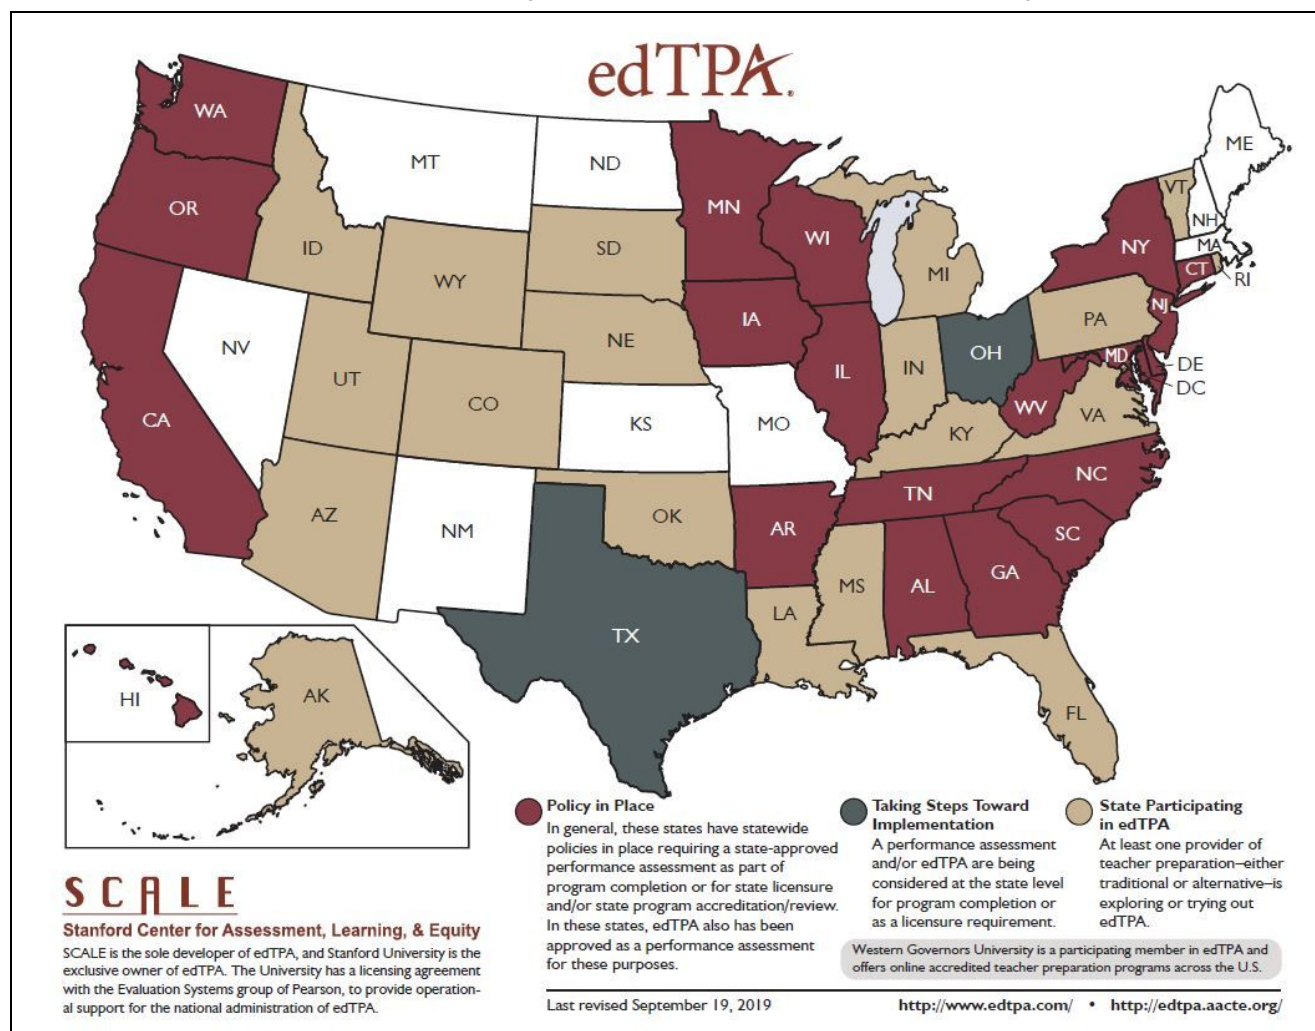 edTPA®
WA
MT
ND
ME
OR
MN
VT
NH
ID
SD
WI
NY
MA
WY
MI
CT
RI
IA
NJ
NV
NE
PA
OH
MD
DE
UT
IL
IN
DC
CO
WV
VA
CA
KS
MO
KY
NC
TN
AZ
OK
NM
AR
SC
MS
AL
GA
LA
TX
HI
AK
FL
Policy in Place
In general, these states have statewide
policies in place requiring a state-approved
performance assessment as part of
program completion or for state licensure
and/or state program accreditation/review.
In these states, edTPA also has been
approved as a performance assessment
for these purposes.
Taking Steps Toward
Implementation
A performance assessment
and/or edTPA are being
considered at the state level
for program completion or
as a licensure requirement.
State Participating
in edTPA
At least one provider of
teacher preparation–either
traditional or alternative–is
exploring or trying out
edTPA.
Western Governors University is a participating member in edTPA and
offers online accredited teacher preparation programs across the U.S.
SCALE
Stanford Center for Assessment, Learning, & Equity
SCALE is the sole developer of edTPA, and Stanford University is the
exclusive owner of edTPA. The University has a licensing agreement
with the Evaluation Systems group of Pearson, to provide operation-
al support for the national administration of edTPA.
Last revised September 19, 2019
http://www.edtpa.com/ • http://edtpa.aacte.org/